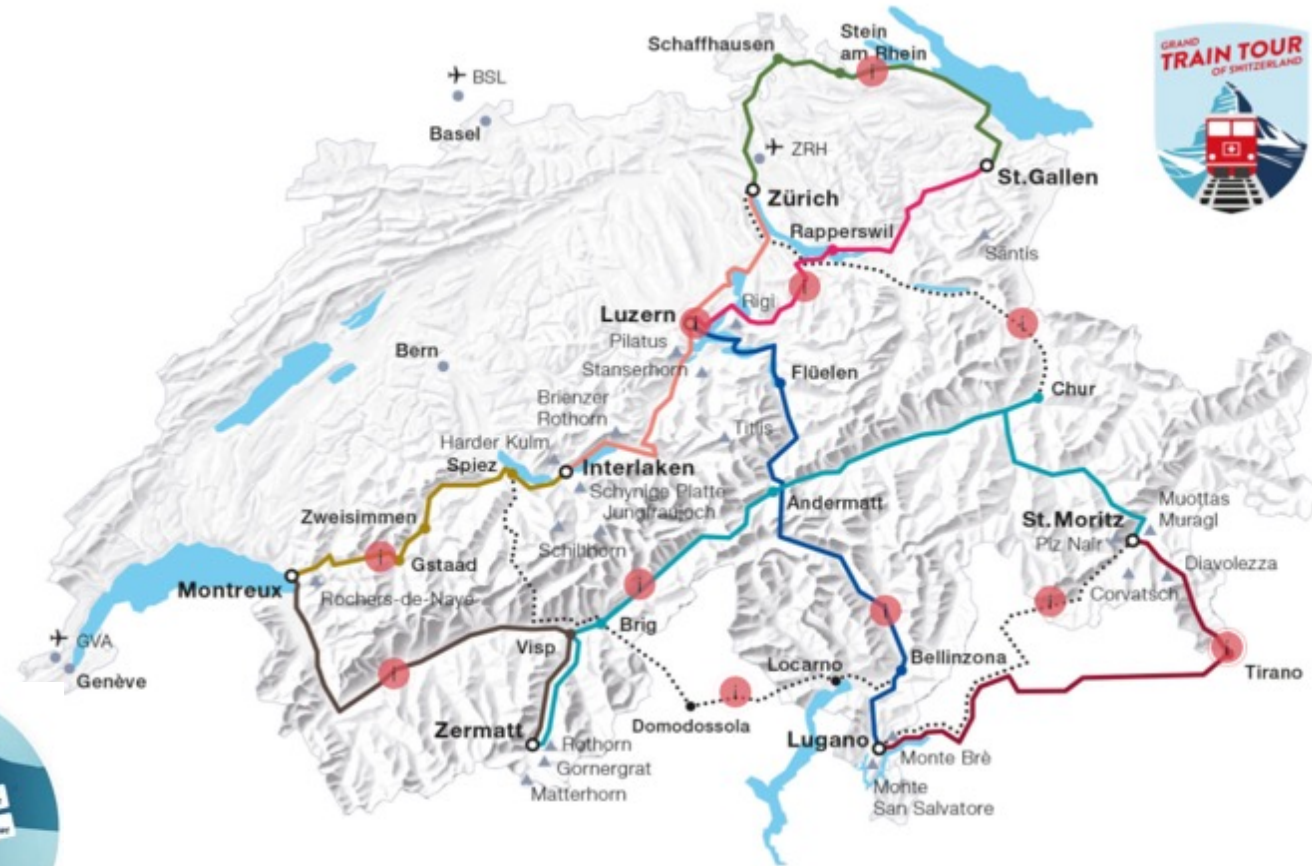 GRAND
TRAIN TOUR
OF SWITZERLAND
Schaffhausen
Stein
am Rhein
BSL
Basel
ZRH
Zürich
St.Gallen
Rapperswil
Säntis
Rigi
Luzern
Pilatus
Stanserhorn
Bern
Flüelen
Chur
Brienzer
Rothorn
Titlis
Harder Kulm
Spiez
Interlaken
Schynige Platte
Jungfraujoch
Andermatt
Muottas
Muragl
St.Moritz
Piz Nair
Zweisimmen
Schilthorn
Gstaad
Diavolezza
Corvatsch
Montreux
Rochers-de-Naye
GVA
Genève
Brig
Visp
Bellinzona
Locarno
Tirano
Domodossola
Zermatt
Rothorn
Gornergrat
Matterhorn
Lugano
Monte Brè
Monte
San Salvatore